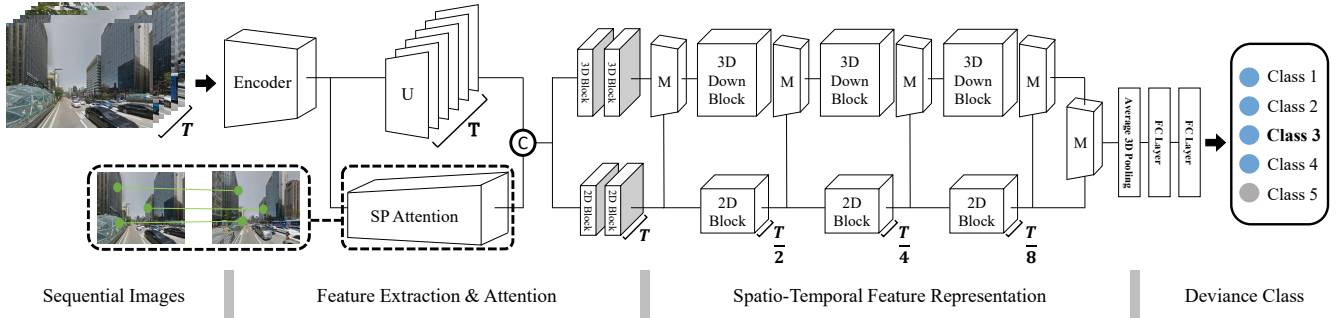 T
Encoder
U
T
SP Attention
C
3D Block
3D Block
2D Block
2D Block
T
M
3D
Down
Block
M
3D
Down
Block
M
3D
Down
Block
M
2D
Block
T
2
2D
Block
T
4
2D
Block
T
8
M
Average 3D Pooling
FC Layer
FC Layer
Class 1
Class 2
Class 3
Class 4
Class 5
Sequential Images
Feature Extraction & Attention
Spatio-Temporal Feature Representation
Deviance Class